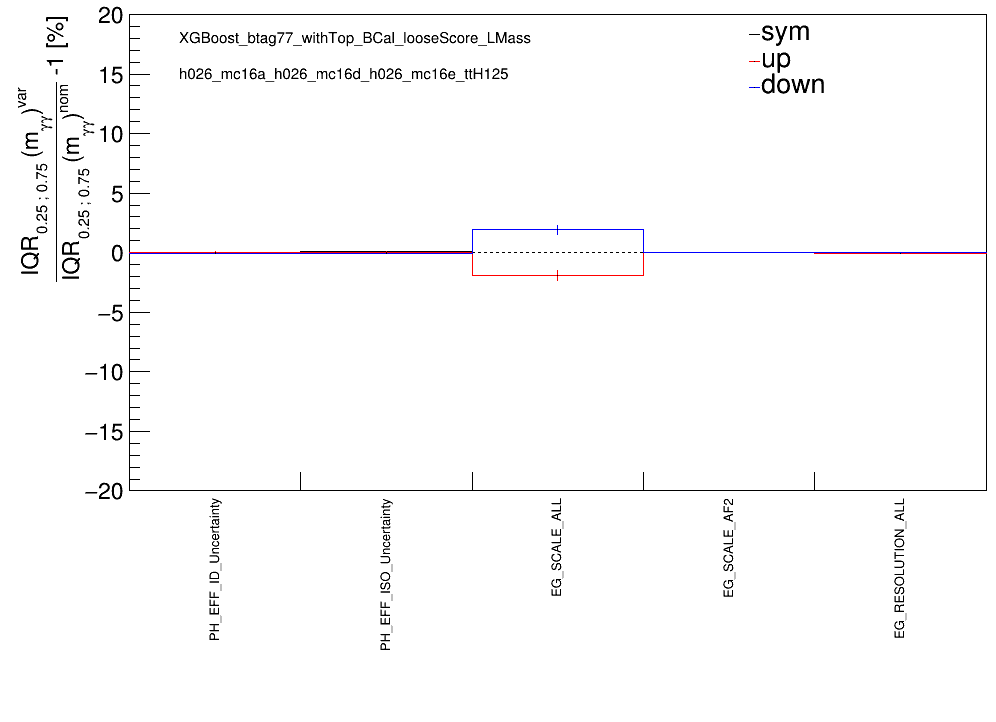 IQR0.25 ; 0.75 (mγγ)var
IQR0.25 ; 0.75 (mγγ)nom -1 [%]
20
15
10
5
0
−5
−10
−15
−20
XGBoost_btag77_withTop_BCal_looseScore_LMass
h026_mc16a_h026_mc16d_h026_mc16e_ttH125
sym
up
down
PH_EFF_ID_Uncertainty
PH_EFF_ISO_Uncertainty
EG_SCALE_ALL
EG_SCALE_AF2
EG_RESOLUTION_ALL